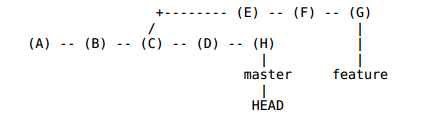 +-------- (E) -- (F) -- (G)
/ |
(A) -- (B) -- (C) -- (D) -- (H) |
| |
master feature
|
HEAD